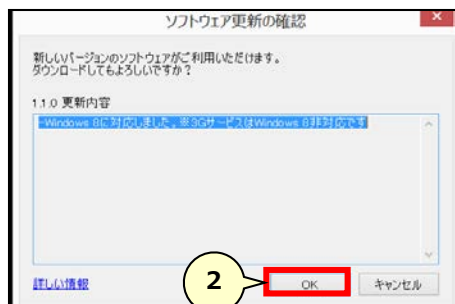 ソフトウェア更新の確認
新しいバージョンのソフトウェアがご利用いただけます。
ダウンロードしてもよろしいですか？
1.1.0 更新内容
-Windows 8に対応しました。※3GサービスはWindows 8非対応です
詳しい情報
2
OK
キャンセル